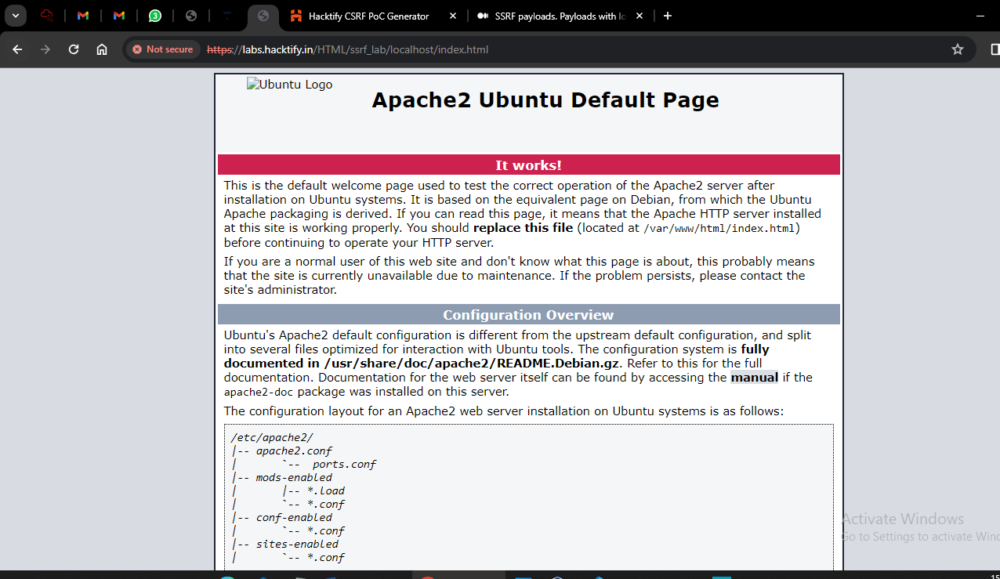 3
Hacktify CSRF PoC Generator
SSRF payloads. Payloads with lo
Not secure
https://labs.hacktify.in/HTML/ssrf_lab/localhost/index.html
Ubuntu Logo
Apache2 Ubuntu Default Page
It works!
This is the default welcome page used to test the correct operation of the Apache2 server after
installation on Ubuntu systems. It is based on the equivalent page on Debian, from which the Ubuntu
Apache packaging is derived. If you can read this page, it means that the Apache HTTP server installed
at this site is working properly. You should replace this file (located at /var/www/html/index.html)
before continuing to operate your HTTP server.
If you are a normal user of this web site and don't know what this page is about, this probably means
that the site is currently unavailable due to maintenance. If the problem persists, please contact the
site's administrator.
Configuration Overview
Ubuntu's Apache2 default configuration is different from the upstream default configuration, and split
into several files optimized for interaction with Ubuntu tools. The configuration system is fully
documented in /usr/share/doc/apache2/README.Debian.gz. Refer to this for the full
documentation. Documentation for the web server itself can be found by accessing the manual if the
apache2-doc package was installed on this server.
The configuration layout for an Apache2 web server installation on Ubuntu systems is as follows:
/etc/apache2/
|-- apache2.conf
|       `--  ports.conf
|-- mods-enabled
|       |-- *.load
|       `-- *.conf
|-- conf-enabled
|       `-- *.conf
|-- sites-enabled
|       `-- *.conf
Activate Windows
Go to Settings to activate Winc